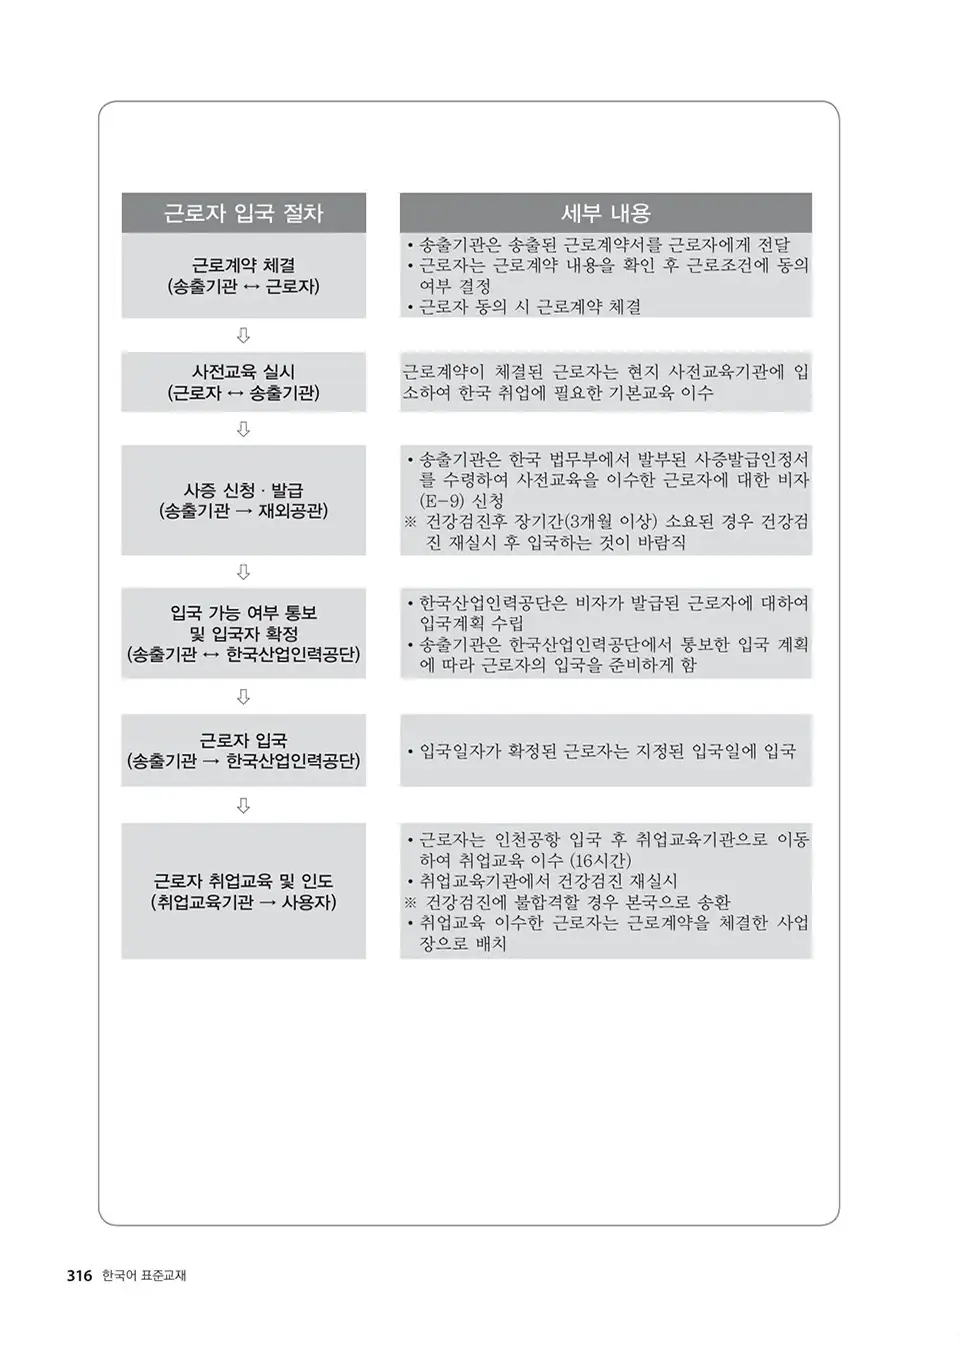 근로자 입국 절차
세부 내용
근로계약 체결
(송출기관 ↔ 근로자)
• 송출기관은 송출된 근로계약서를 근로자에게 전달
• 근로자는 근로계약 내용을 확인 후 근로조건에 동의
여부 결정
• 근로자 동의 시 근로계약 체결
⇩
사전교육 실시
(근로자 ↔ 송출기관)
근로계약이 체결된 근로자는 현지 사전교육기관에 입
소하여 한국 취업에 필요한 기본교육 이수
⇩
사증 신청 · 발급
(송출기관 → 재외공관)
• 송출기관은 한국 법무부에서 발부된 사증발급인정서
를 수령하여 사전교육을 이수한 근로자에 대한 비자
(E-9) 신청
※ 건강검진후 장기간(3개월 이상) 소요된 경우 건강검
진 재실시 후 입국하는 것이 바람직
⇩
입국 가능 여부 통보
및 입국자 확정
(송출기관 ↔ 한국산업인력공단)
• 한국산업인력공단은 비자가 발급된 근로자에 대하여
입국계획 수립
• 송출기관은 한국산업인력공단에서 통보한 입국 계획
에 따라 근로자의 입국을 준비하게 함
⇩
근로자 입국
(송출기관 → 한국산업인력공단)
• 입국일자가 확정된 근로자는 지정된 입국일에 입국
⇩
근로자 취업교육 및 인도
(취업교육기관 → 사용자)
• 근로자는 인천공항 입국 후 취업교육기관으로 이동
하여 취업교육 이수 (16시간)
• 취업교육기관에서 건강검진 재실시
※ 건강검진에 불합격할 경우 본국으로 송환
• 취업교육 이수한 근로자는 근로계약을 체결한 사업
장으로 배치
316 한국어 표준교재